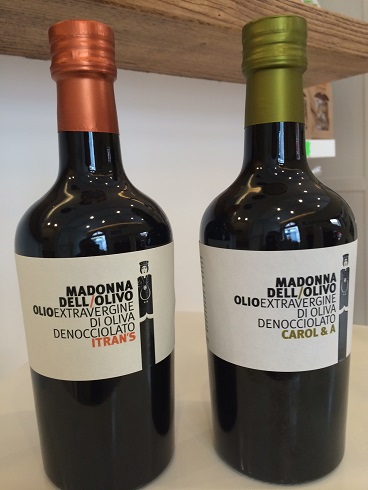 MADONNA
DELL/OLIVO
OLIOEXTRAVERGINE
DI OLIVA
DENOCCIOLATO
ITRAN'S
MADONNA
DELL/OLIVO
OLIOEXTRAVERGINE
DI OLIVA
DENOCCIOLATO
CAROL & A